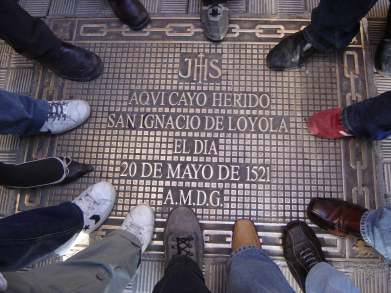 JHS
AQVI CAYO HERIDO
SAN IGNACIO DE LOYOLA
EL DIA
20 DE MAYO DE 1521
A.M.D.G.